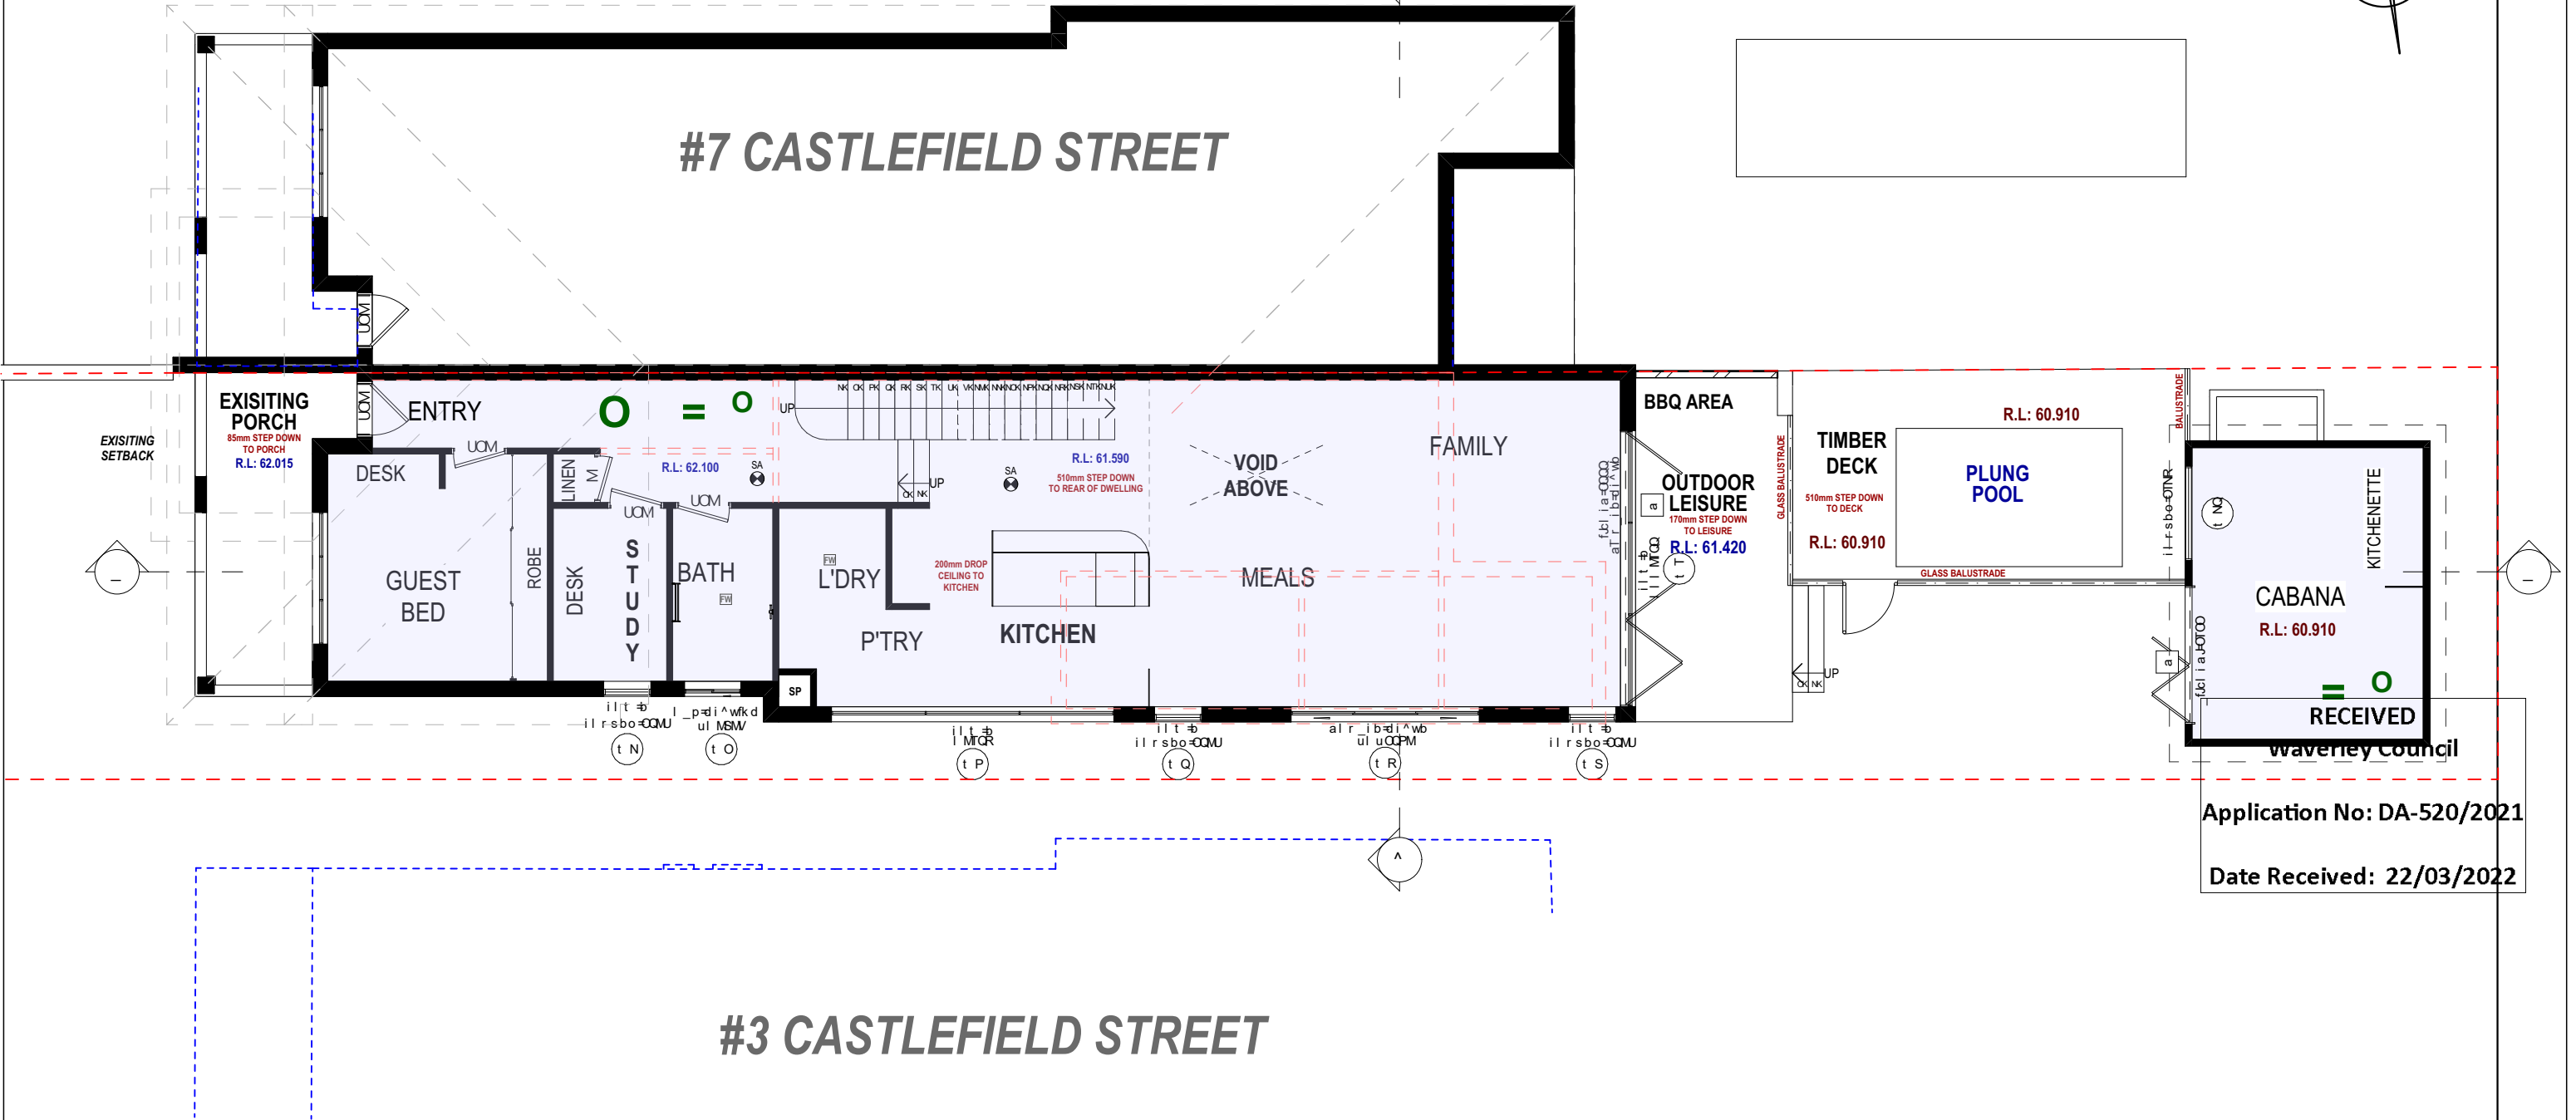 #7 CASTLEFIELD STREET
EXISITING
PORCH
85mm STEP DOWN
TO PORCH
R.L: 62.015
EXISITING
SETBACK
ENTRY
DESK
GUEST
BED
ROBE
LINEN
DESK
STUDY
BATH
FW
R.L: 62.100
SA
UP
UP
SA
R.L: 61.590
510mm STEP DOWN
TO REAR OF DWELLING
FW
L'DRY
P'TRY
SP
200mm DROP
CEILING TO
KITCHEN
KITCHEN
VOID
ABOVE
MEALS
FAMILY
BBQ AREA
OUTDOOR
LEISURE
170mm STEP DOWN
TO LEISURE
R.L: 61.420
GLASS BALUSTRADE
TIMBER
DECK
510mm STEP DOWN
TO DECK
R.L: 60.910
R.L: 60.910
PLUNG
POOL
GLASS BALUSTRADE
BALUSTRADE
UP
KITCHENETTE
CABANA
R.L: 60.910
RECEIVED
Waverley Council
Application No: DA-520/2021
Date Received: 22/03/2022
#3 CASTLEFIELD STREET